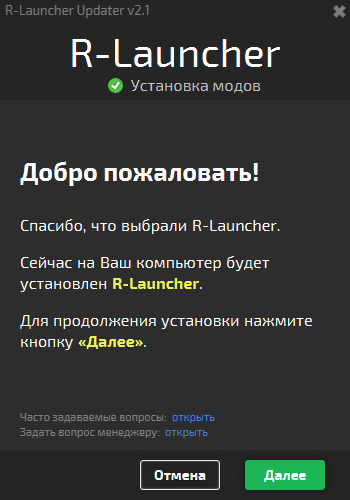 R-Launcher Updater v2.1
R-Launcher
Установка модов
Добро пожаловать!
Спасибо, что выбрали R-Launcher.
Сейчас на Ваш компьютер будет
установлен R-Launcher.
Для продолжения установки нажмите
кнопку «Далее».
Часто задаваемые вопросы: открыть
Задать вопрос менеджеру: открыть
Отмена Далее